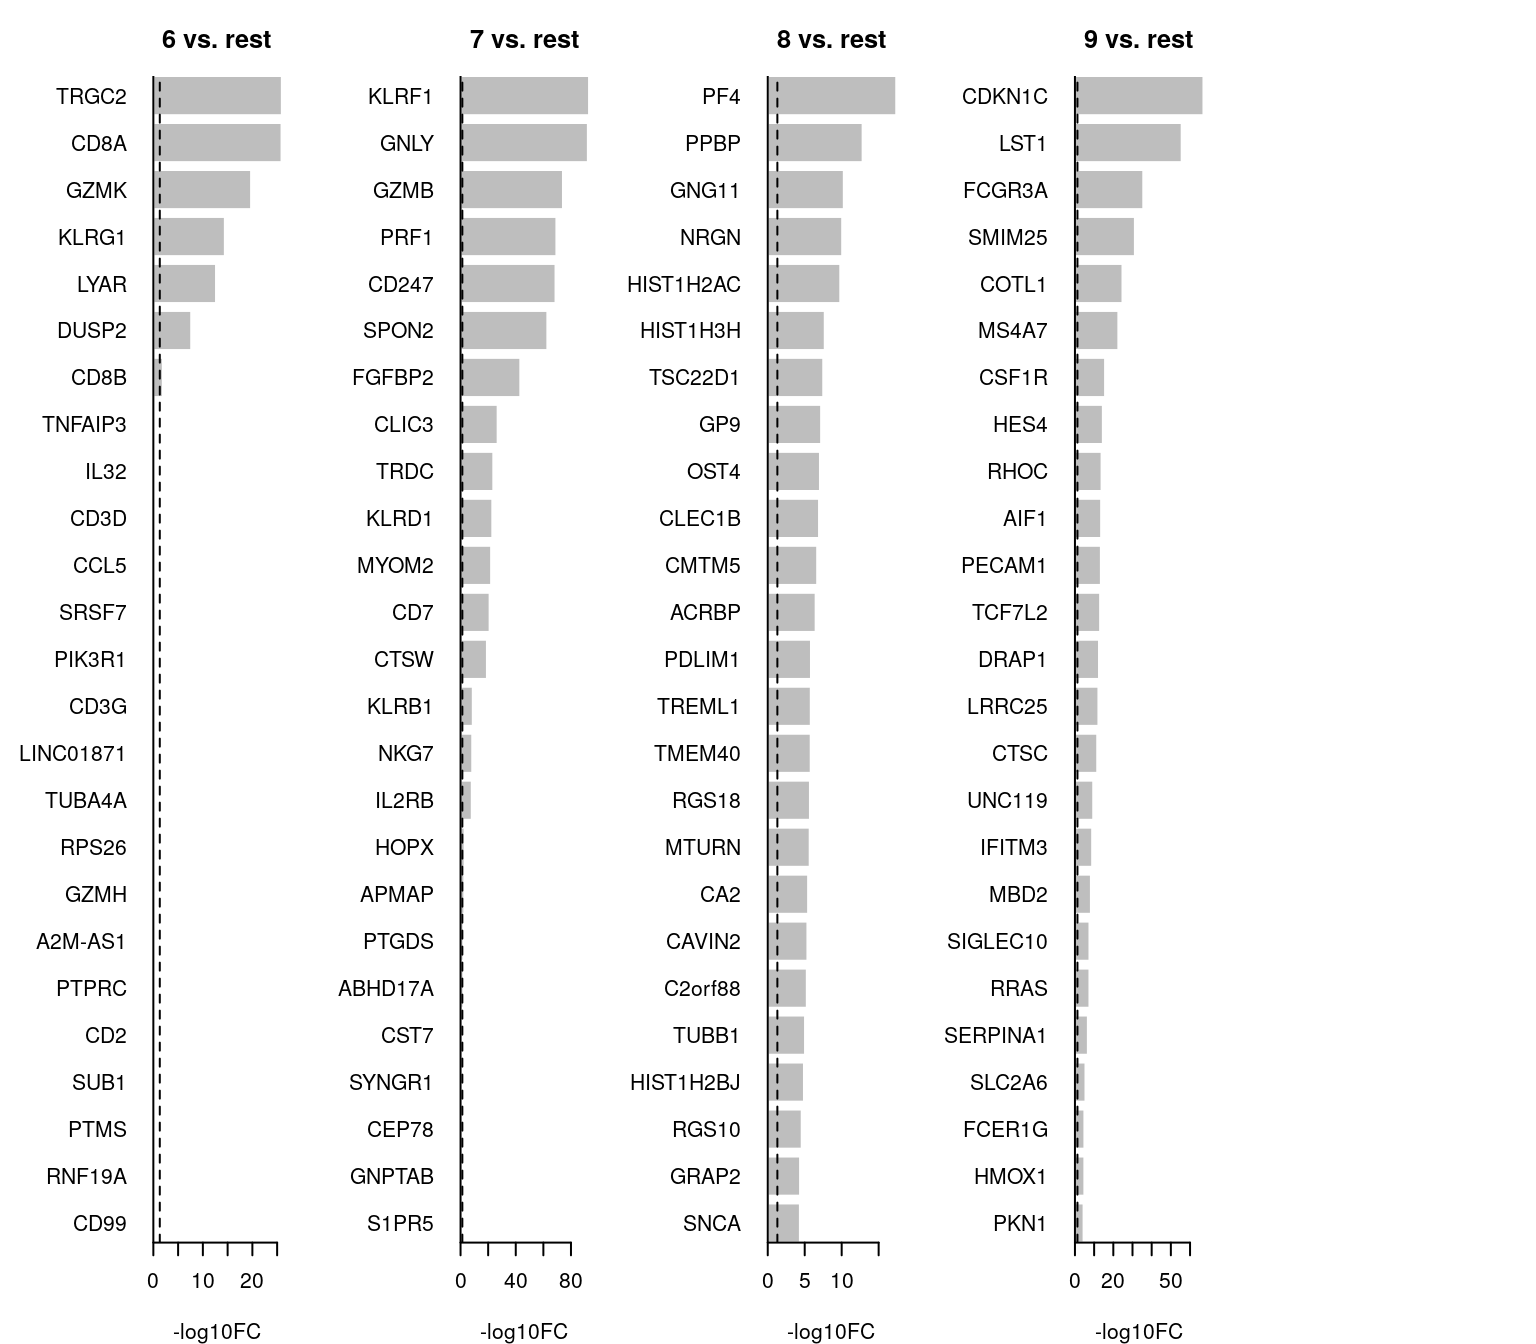 6 vs. rest
TRGC2
CD8A
GZMK
KLRG1
LYAR
DUSP2
CD8B
TNFAIP3
IL32
CD3D
CCL5
SRSF7
PIK3R1
CD3G
LINC01871
TUBA4A
RPS26
GZMH
A2M-AS1
PTPRC
CD2
SUB1
PTMS
RNF19A
CD99
0 10 20
-log10FC
7 vs. rest
KLRF1
GNLY
GZMB
PRF1
CD247
SPON2
FGFBP2
CLIC3
TRDC
KLRD1
MYOM2
CD7
CTSW
KLRB1
NKG7
IL2RB
HOPX
APMAP
PTGDS
ABHD17A
CST7
SYNGR1
CEP78
GNPTAB
S1PR5
0 40 80
-log10FC
8 vs. rest
PF4
PPBP
GNG11
NRGN
HIST1H2AC
HIST1H3H
TSC22D1
GP9
OST4
CLEC1B
CMTM5
ACRBP
PDLIM1
TREML1
TMEM40
RGS18
MTURN
CA2
CAVIN2
C2orf88
TUBB1
HIST1H2BJ
RGS10
GRAP2
SNCA
0 5 10
-log10FC
9 vs. rest
CDKN1C
LST1
FCGR3A
SMIM25
COTL1
MS4A7
CSF1R
HES4
RHOC
AIF1
PECAM1
TCF7L2
DRAP1
LRRC25
CTSC
UNC119
IFITM3
MBD2
SIGLEC10
RRAS
SERPINA1
SLC2A6
FCER1G
HMOX1
PKN1
0 20 50
-log10FC